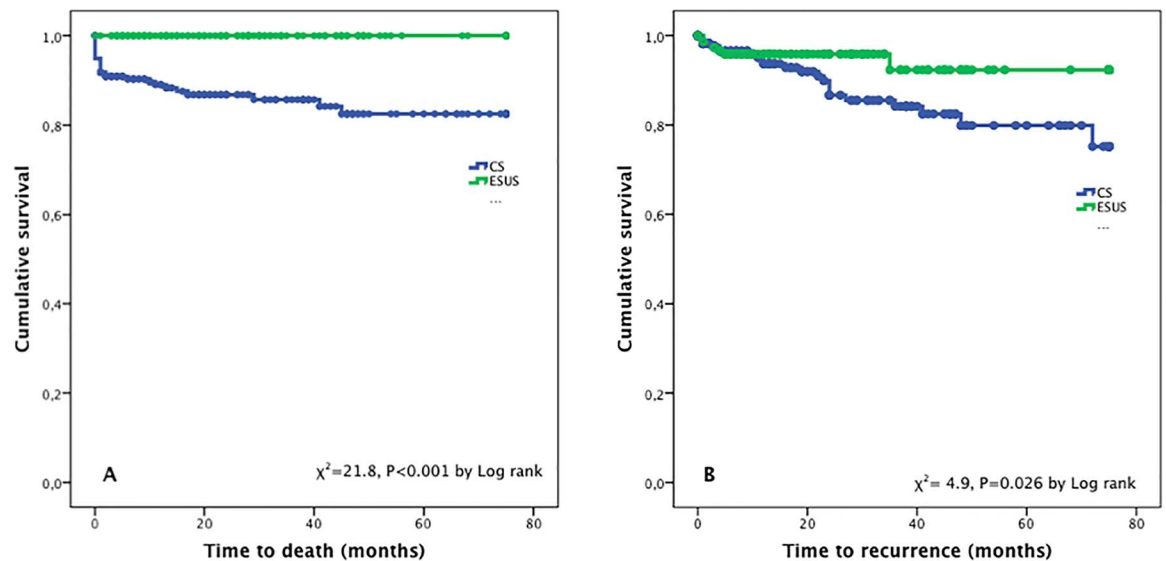 Cumulative survival
1,0
0,8
0,6
0,4
0,2
0,0
CS
ESUS
...
A
χ²=21.8, P<0.001 by Log rank
0 20 40 60 80
Time to death (months)
Cumulative survival
1,0
0,8
0,6
0,4
0,2
0,0
CS
ESUS
...
B
χ²= 4.9, P=0.026 by Log rank
0 20 40 60 80
Time to recurrence (months)